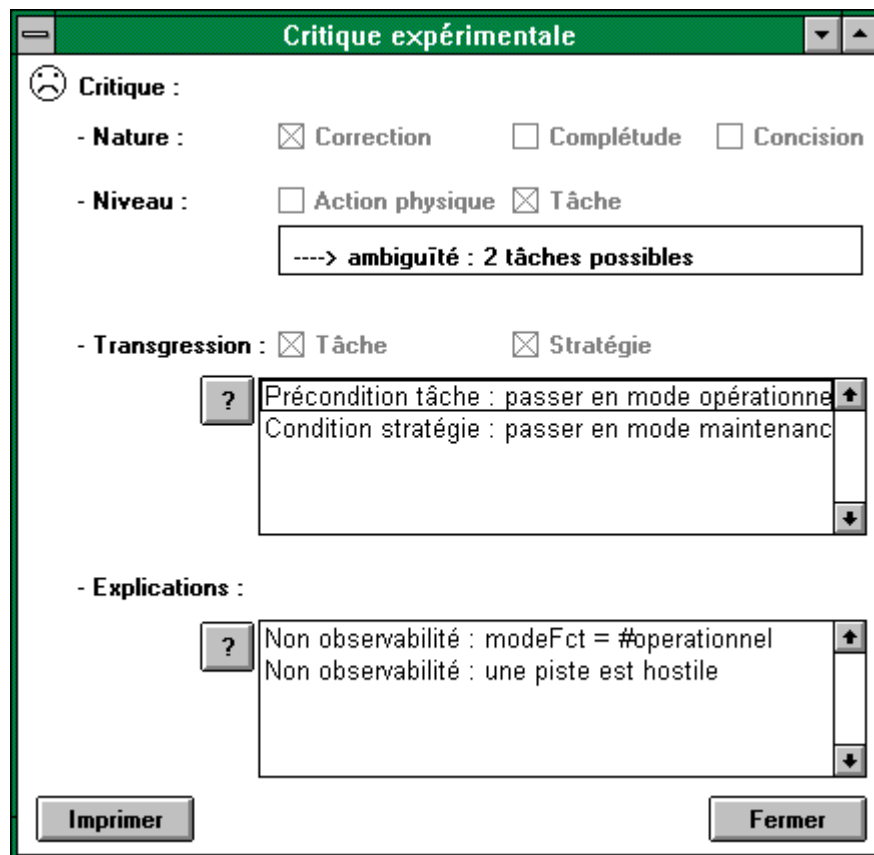 Critique expérimentale
Critique :
- Nature : Correction Complétude Concision
- Niveau : Action physique Tâche
----> ambiguïté : 2 tâches possibles
- Transgression : Tâche Stratégie
? Précondition tâche : passer en mode opérationne
Condition stratégie : passer en mode maintenanc
- Explications :
? Non observabilité : modeFct = #operationnel
Non observabilité : une piste est hostile
Imprimer Fermer